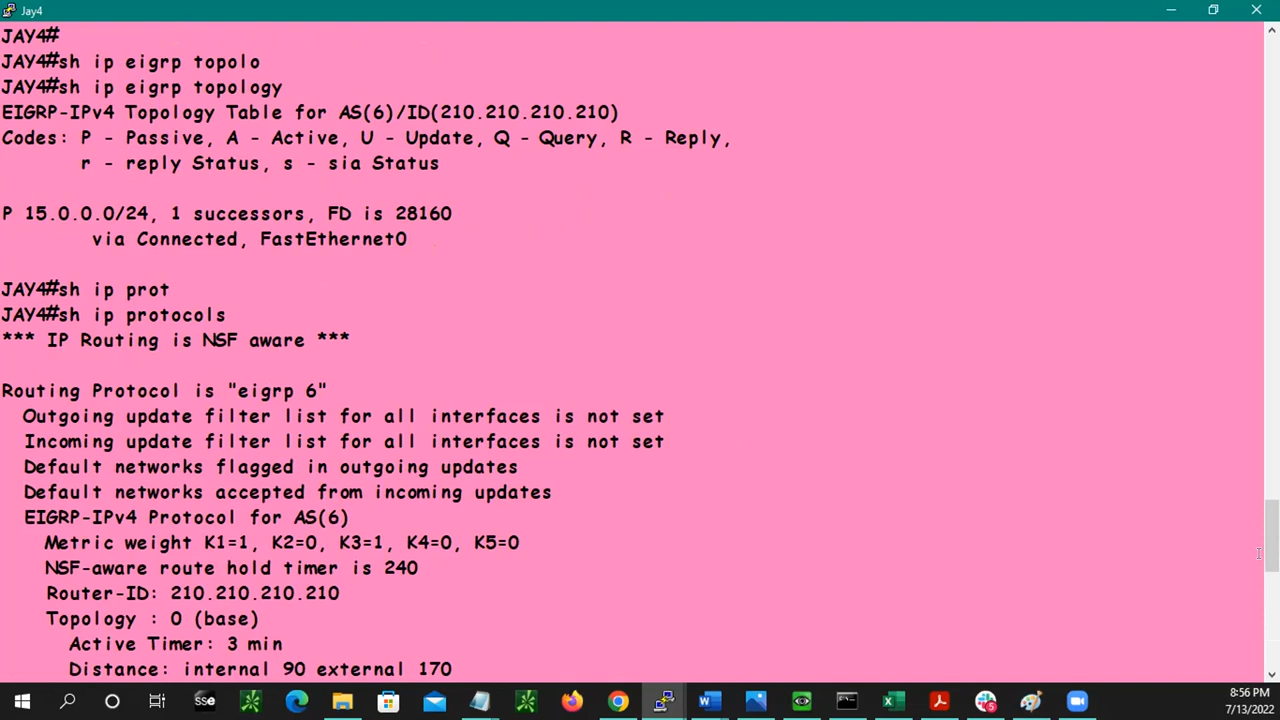 Jay4
JAY4#
JAY4#sh ip eigrp topolo
JAY4#sh ip eigrp topology
EIGRP-IPv4 Topology Table for AS(6)/ID(210.210.210.210)
Codes: P - Passive, A - Active, U - Update, Q - Query, R - Reply,
r - reply Status, s - sia Status
P 15.0.0.0/24, 1 successors, FD is 28160
via Connected, FastEthernet0
JAY4#sh ip prot
JAY4#sh ip protocols
*** IP Routing is NSF aware ***
Routing Protocol is "eigrp 6"
Outgoing update filter list for all interfaces is not set
Incoming update filter list for all interfaces is not set
Default networks flagged in outgoing updates
Default networks accepted from incoming updates
EIGRP-IPv4 Protocol for AS(6)
Metric weight K1=1, K2=0, K3=1, K4=0, K5=0
NSF-aware route hold timer is 240
Router-ID: 210.210.210.210
Topology : 0 (base)
Active Timer: 3 min
Distance: internal 90 external 170
SSe
8:56 PM
7/13/2022